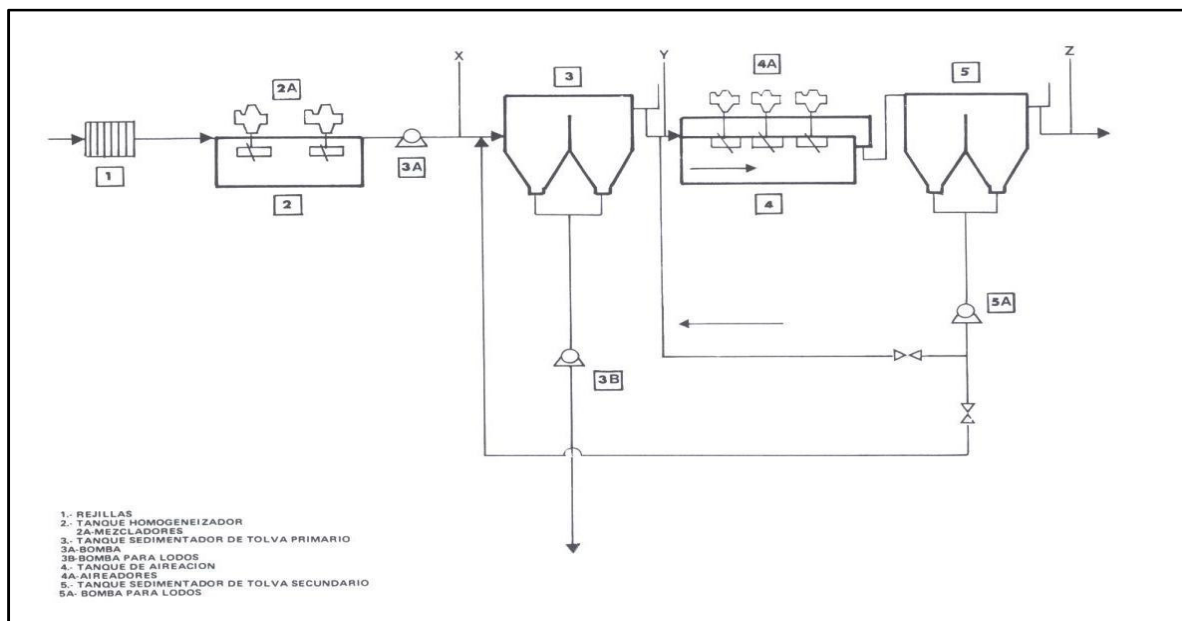 X
Y
Z
2A
3
4A
5
1
2
3A
4
5A
3B
1.- REJILLAS
2.- TANQUE HOMOGENEIZADOR
2A-MEZCLADORES
3.- TANQUE SEDIMENTADOR DE TOLVA PRIMARIO
3A-BOMBA
3B-BOMBA PARA LODOS
4.- TANQUE DE AIREACION
4A-AIREADORES
5.- TANQUE SEDIMENTADOR DE TOLVA SECUNDARIO
5A- BOMBA PARA LODOS